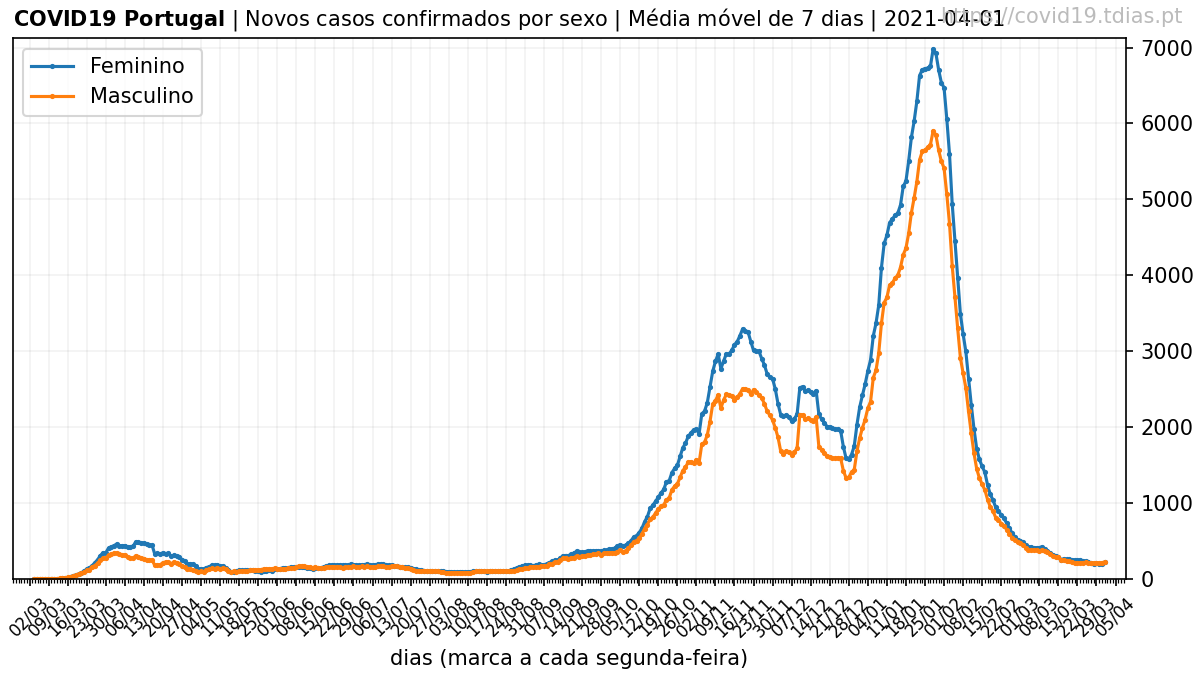 COVID19 Portugal | Novos casos confirmados por sexo | Média móvel de 7 dias | 2021-04-01
https://covid19.tdias.pt
Feminino
Masculino
7000
6000
5000
4000
3000
2000
1000
0
02/03 09/03 16/03 23/03 30/03 06/04 13/04 20/04 27/04 04/05 11/05 18/05 25/05 01/06 08/06 15/06 22/06 29/06 06/07 13/07 20/07 27/07 03/08 10/08 17/08 24/08 31/08 07/09 14/09 21/09 28/09 05/10 12/10 19/10 26/10 02/11 09/11 16/11 23/11 30/11 07/12 14/12 21/12 28/12 04/01 11/01 18/01 25/01 01/02 08/02 15/02 22/02 01/03 08/03 15/03 22/03 29/03 05/04
dias (marca a cada segunda-feira)